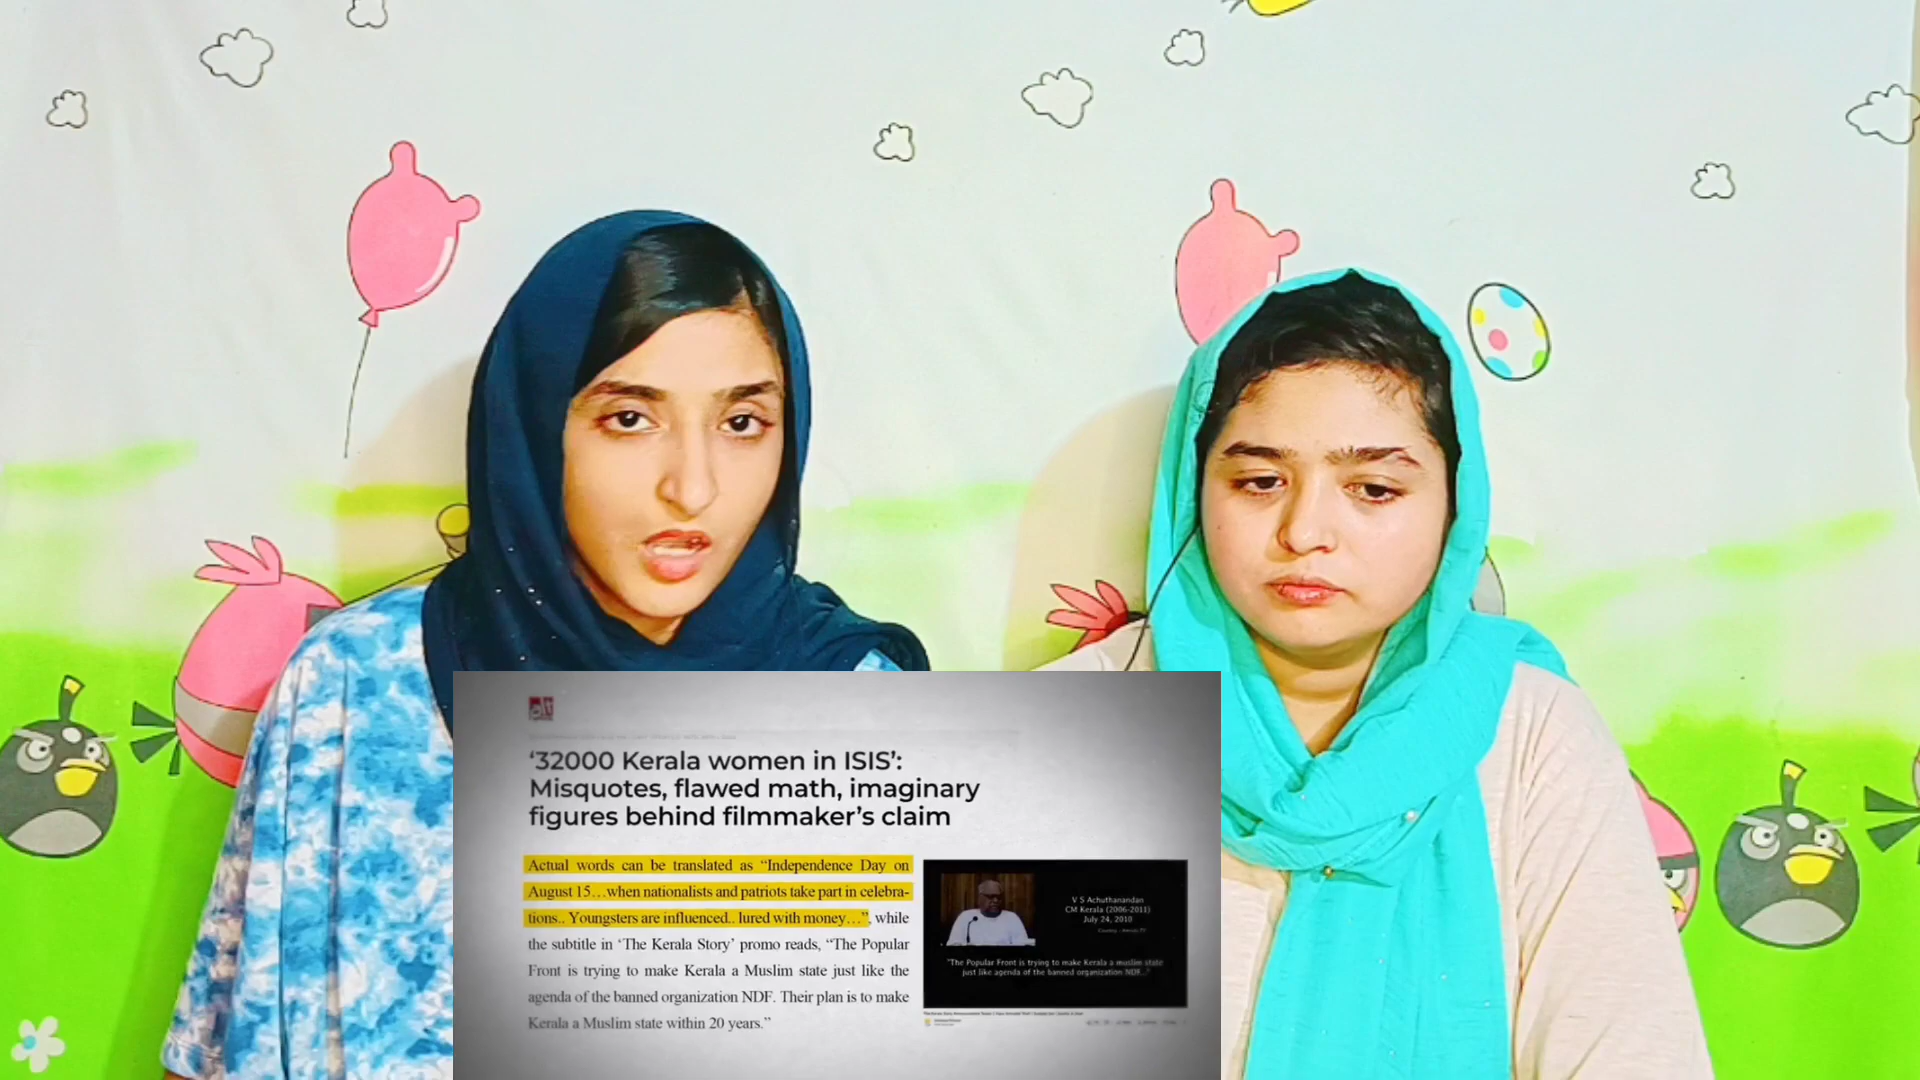 alt
‘32000 Kerala women in ISIS’:
Misquotes, flawed math, imaginary
figures behind filmmaker’s claim
Actual words can be translated as “Independence Day on
August 15…when nationalists and patriots take part in celebra-
tions.. Youngsters are influenced.. lured with money…”, while
the subtitle in ‘The Kerala Story’ promo reads, “The Popular
Front is trying to make Kerala a Muslim state just like the
agenda of the banned organization NDF. Their plan is to make
Kerala a Muslim state within 20 years.”
V S Achuthanandan
CM Kerala (2006-2011)
July 24, 2010
"The Popular Front is trying to make Kerala a muslim state
just like agenda of the banned organization NDF..."